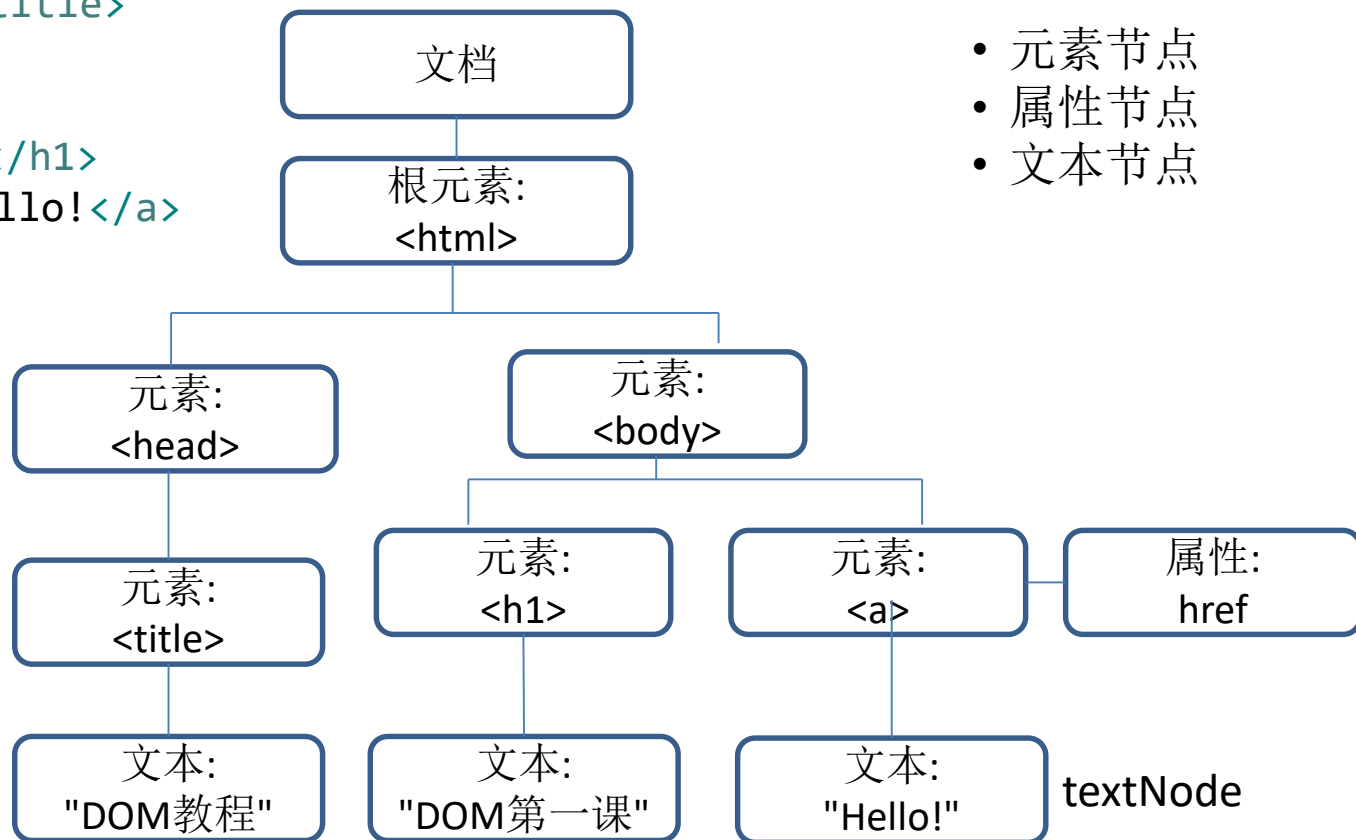 title>
</h1>
llo!</a>
文档
根元素:
<html>
• 元素节点
• 属性节点
• 文本节点
元素:
<head>
元素:
<body>
元素:
<title>
元素:
<h1>
元素:
<a>
属性:
href
文本:
"DOM教程"
文本:
"DOM第一课"
文本:
"Hello!"
textNode